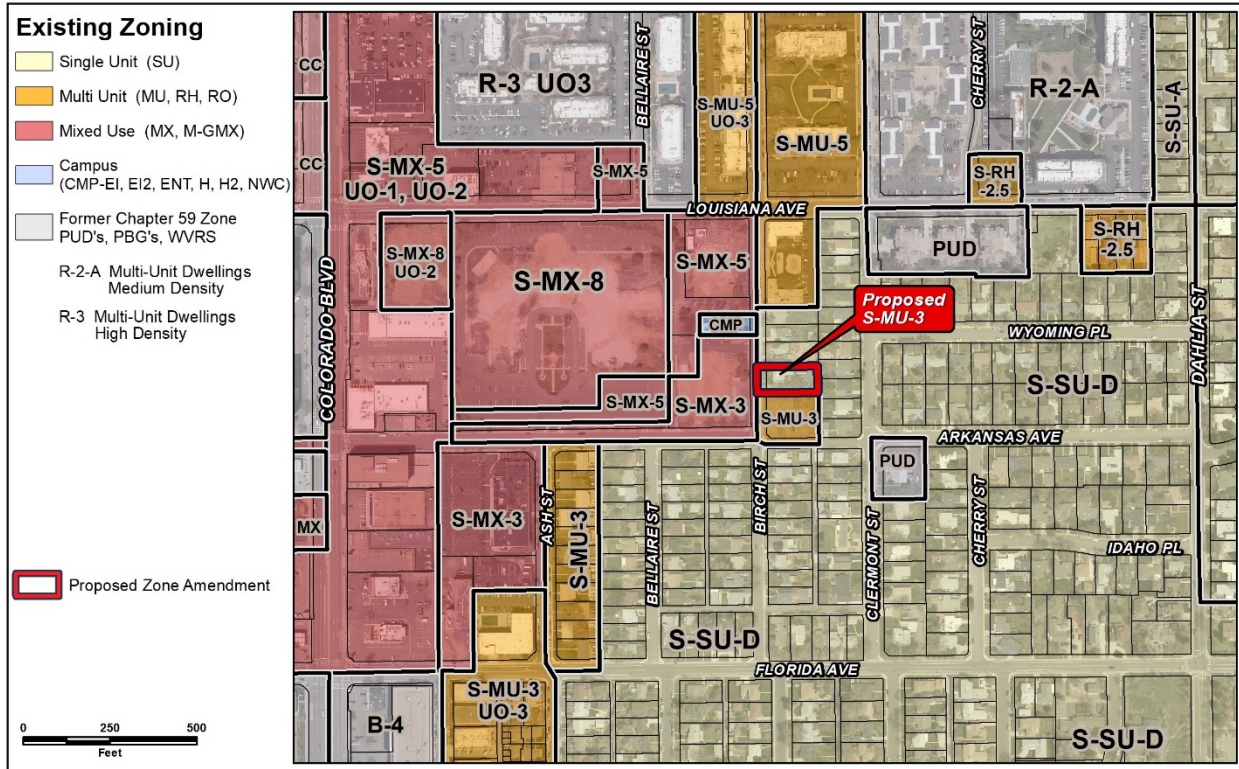 Existing Zoning
Single Unit (SU)
Multi Unit (MU, RH, RO)
Mixed Use (MX, M-GMX)
Campus
(CMP-EI, EI2, ENT, H, H2, NWC)
Former Chapter 59 Zone
PUD's, PBG's, WVRS
R-2-A Multi-Unit Dwellings
Medium Density
R-3 Multi-Unit Dwellings
High Density
Proposed Zone Amendment
0 250 500
Feet
CC
CC
MX
COLORADO BLVD
S-MX-5
UO-1, UO-2
R-3 UO3
S-MX-5
BELLAIRE ST
S-MU-5
UO-3
S-MU-5
CHERRY ST
R-2-A
S-RH
-2.5
S-SU-A
LOUISIANA AVE
S-MX-8
UO-2
S-MX-8
S-MX-5
PUD
S-RH
-2.5
CMP
Proposed
S-MU-3
WYOMING PL
DAHLIA ST
S-SU-D
S-MX-5
S-MX-3
S-MU-3
ARKANSAS AVE
PUD
S-MX-3
ASH ST
S-MU-3
BELLAIRE ST
BIRCH ST
CLERMONT ST
CHERRY ST
IDAHO PL
S-SU-D
FLORIDA AVE
B-4
S-MU-3
UO-3
S-SU-D